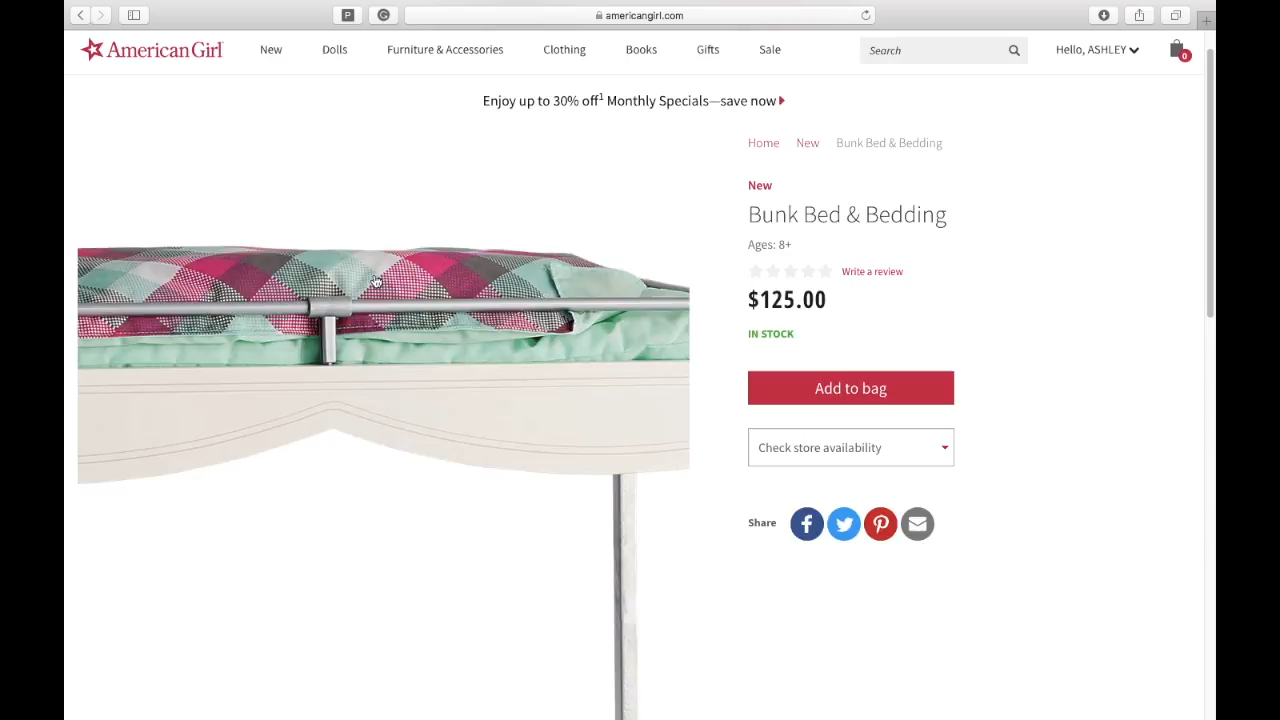 P
G
americangirl.com
American Girl
New
Dolls
Furniture & Accessories
Clothing
Books
Gifts
Sale
Search
Hello, ASHLEY
0
Enjoy up to 30% off¹ Monthly Specials—save now
Home New Bunk Bed & Bedding
New
Bunk Bed & Bedding
Ages: 8+
Write a review
$125.00
IN STOCK
Add to bag
Check store availability
Share